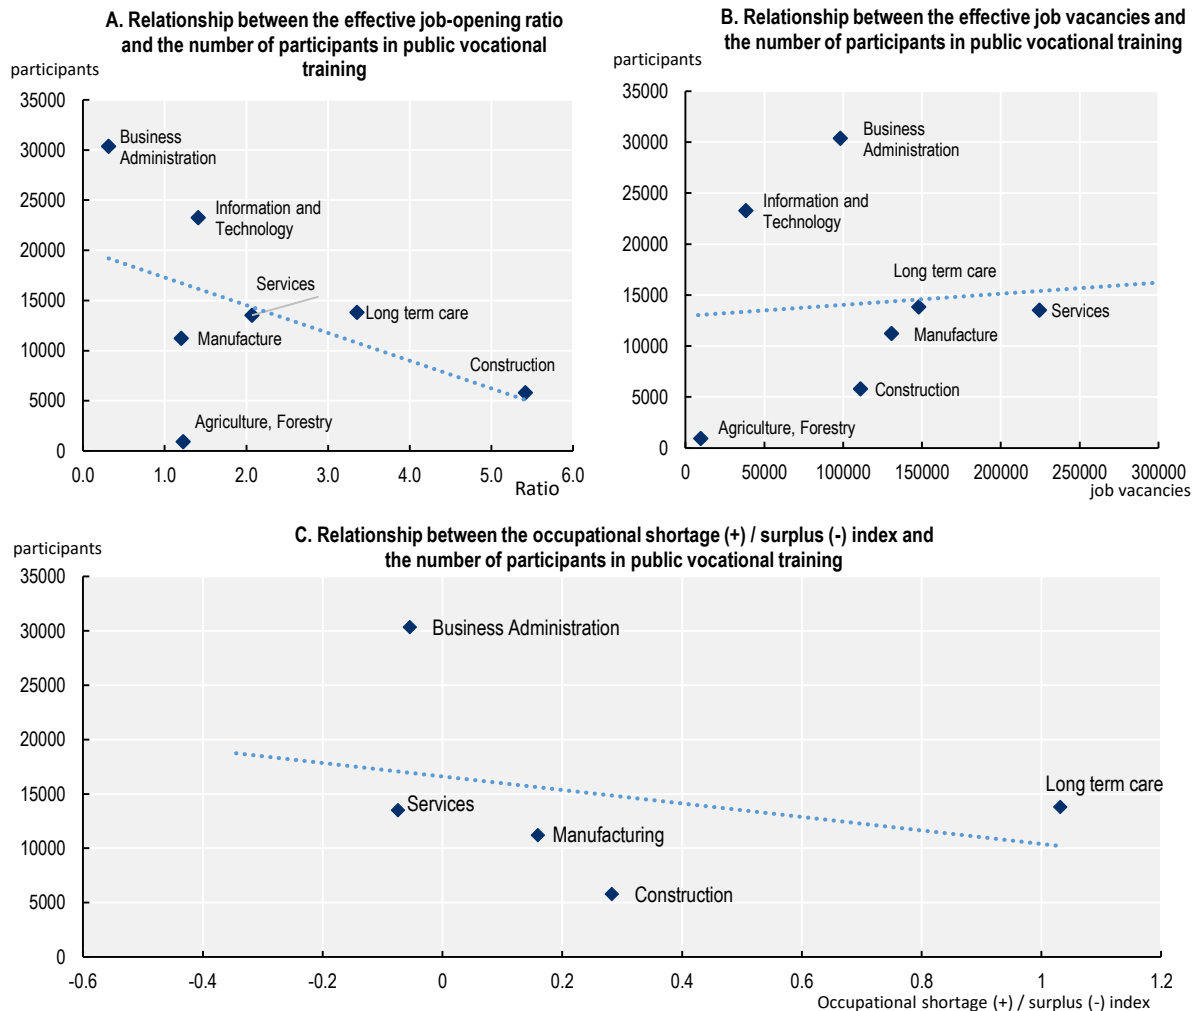 A. Relationship between the effective job-opening ratio
and the number of participants in public vocational
training
participants
35000
30000
25000
20000
15000
10000
5000
0
Business
Administration
Information and
Technology
Services
Long term care
Manufacture
Construction
Agriculture, Forestry
0.0 1.0 2.0 3.0 4.0 5.0 6.0
Ratio
B. Relationship between the effective job vacancies and
the number of participants in public vocational training
participants
35000
30000
25000
20000
15000
10000
5000
0
Business
Administration
Information and
Technology
Long term care
Services
Manufacture
Construction
Agriculture, Forestry
0 50000 100000 150000 200000 250000 300000
job vacancies
C. Relationship between the occupational shortage (+) / surplus (-) index and
the number of participants in public vocational training
participants
35000
30000
25000
20000
15000
10000
5000
0
Business Administration
Long term care
Services
Manufacturing
Construction
-0.6 -0.4 -0.2 0 0.2 0.4 0.6 0.8 1 1.2
Occupational shortage (+) / surplus (-) index